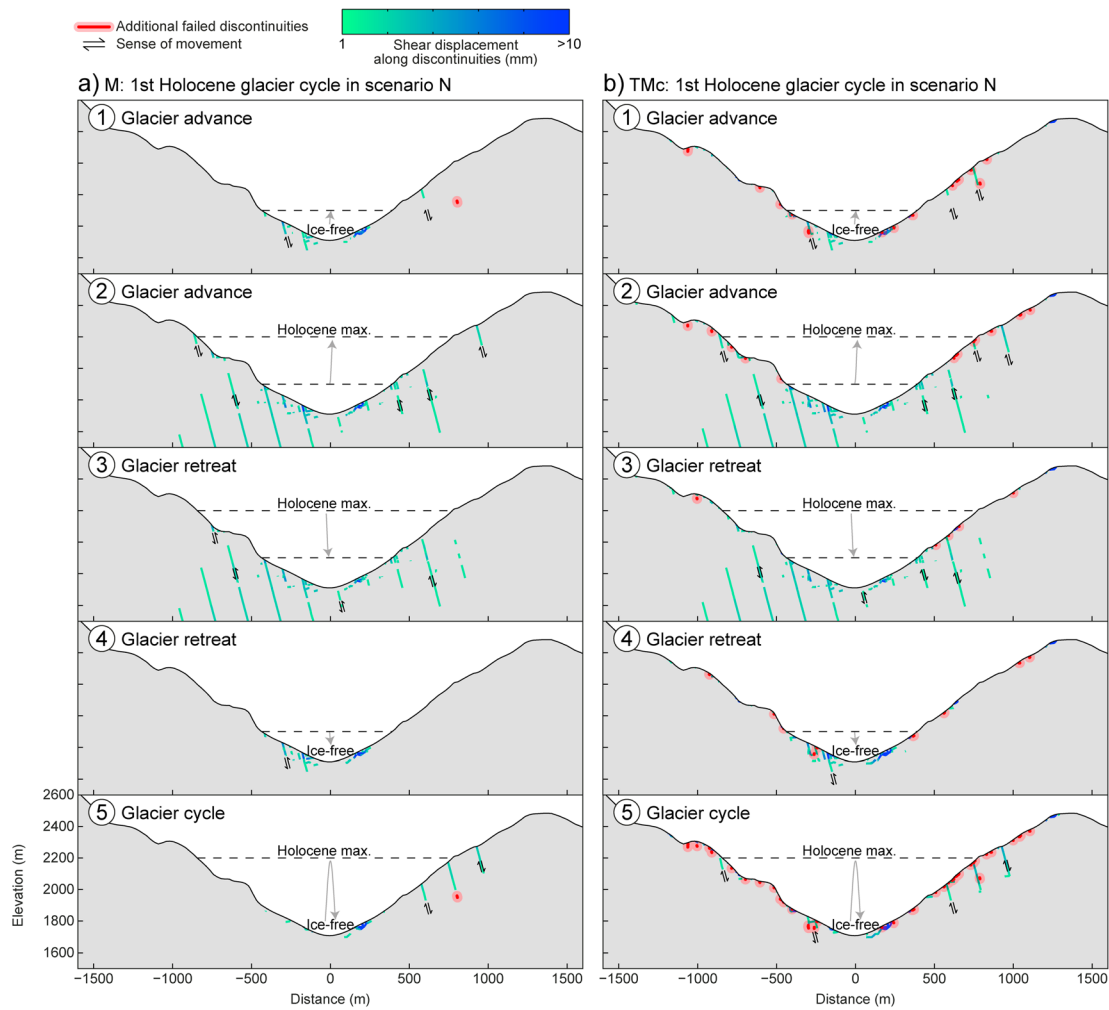 Additional failed discontinuities
Sense of movement
1
>10
Shear displacement
along discontinuities (mm)
a) M: 1st Holocene glacier cycle in scenario N
1 Glacier advance
Ice-free
2 Glacier advance
Holocene max.
3 Glacier retreat
Holocene max.
4 Glacier retreat
Ice-free
5 Glacier cycle
Holocene max.
Ice-free
2600
2400
2200
2000
1800
1600
Elevation (m)
−1500 −1000 −500 0 500 1000 1500
Distance (m)
b) TMc: 1st Holocene glacier cycle in scenario N
1 Glacier advance
Ice-free
2 Glacier advance
Holocene max.
3 Glacier retreat
Holocene max.
4 Glacier retreat
Ice-free
5 Glacier cycle
Holocene max.
Ice-free
−1500 −1000 −500 0 500 1000 1500
Distance (m)